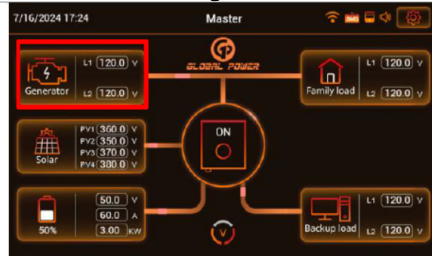 7/16/2024 17:24 Master
GLOBAL POWER
Generator L1 120.0 V
L2 120.0 V
Family load L1 120.0 V
L2 120.0 V
ON
Solar PV1 360.0 V
PV2 350.0 V
PV3 370.0 V
PV4 380.0 V
50% 50.0 V
60.0 A
3.00 KW
V
Backup load L1 120.0 V
L2 120.0 V